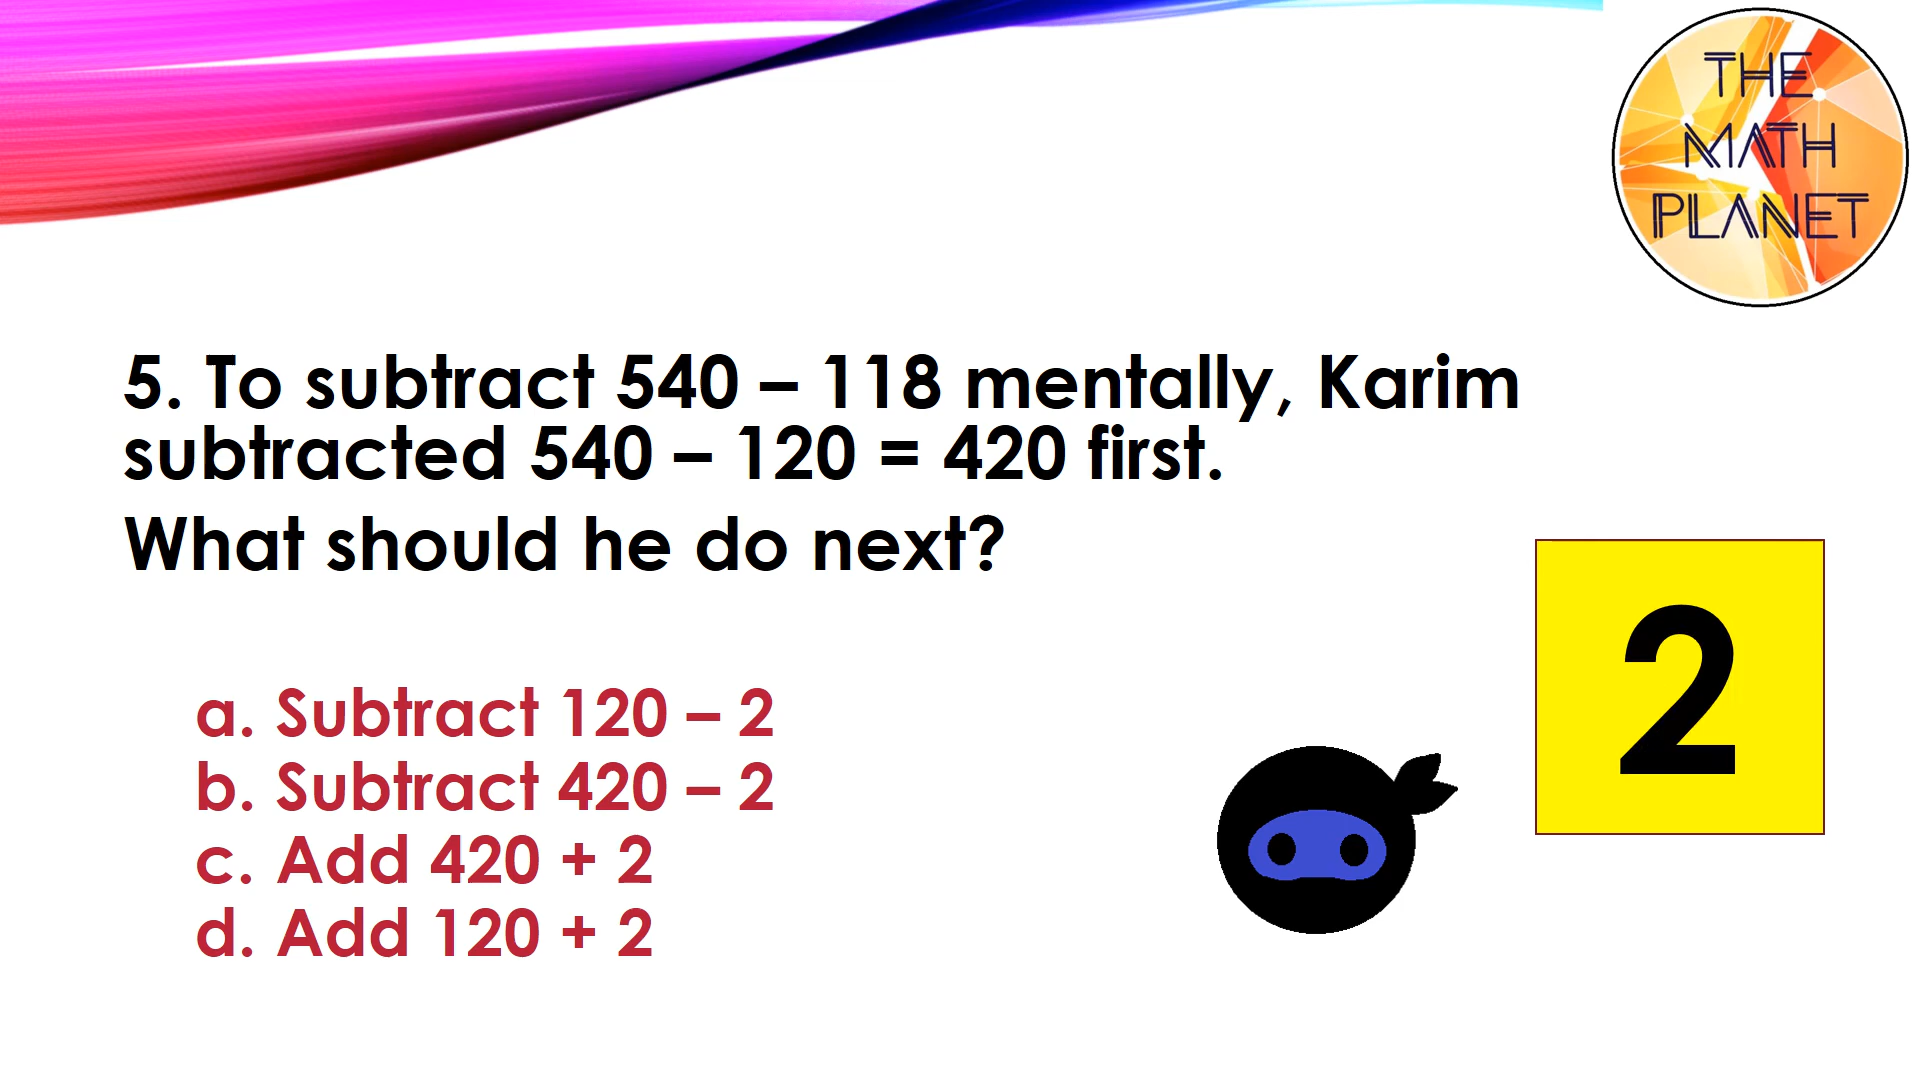 THE
MATH
PLANET
5. To subtract 540 – 118 mentally, Karim
subtracted 540 – 120 = 420 first.
What should he do next?
2
a. Subtract 120 – 2
b. Subtract 420 – 2
c. Add 420 + 2
d. Add 120 + 2